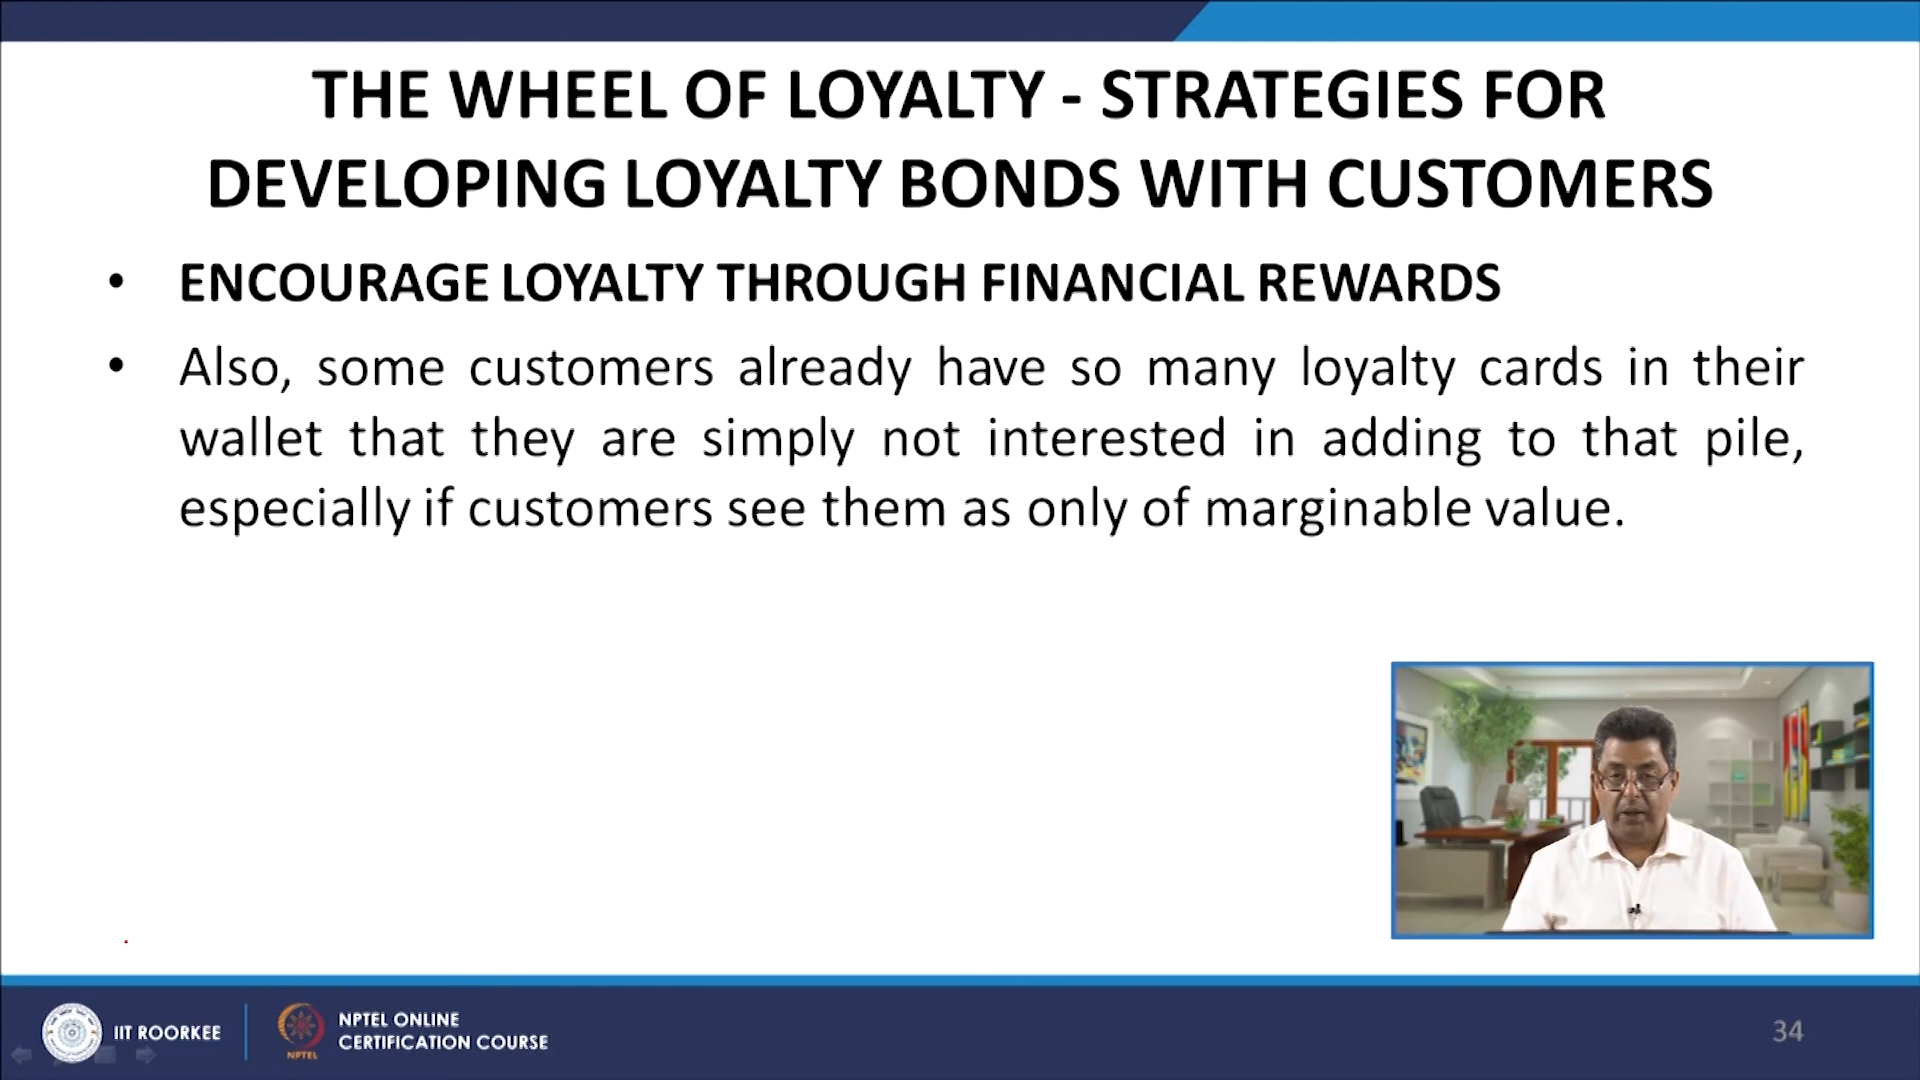 THE WHEEL OF LOYALTY - STRATEGIES FOR
DEVELOPING LOYALTY BONDS WITH CUSTOMERS
• ENCOURAGE LOYALTY THROUGH FINANCIAL REWARDS
• Also, some customers already have so many loyalty cards in their
wallet that they are simply not interested in adding to that pile,
especially if customers see them as only of marginable value.
IIT ROORKEE
NPTEL
NPTEL ONLINE
CERTIFICATION COURSE
34